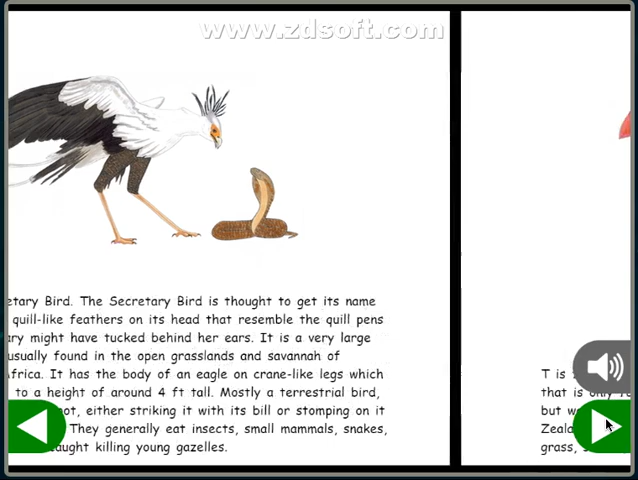 www.zdsoft.com
etary Bird. The Secretary Bird is thought to get its name
quill-like feathers on its head that resemble the quill pens
ary might have tucked behind her ears. It is a very large
usually found in the open grasslands and savannah of
Africa. It has the body of an eagle on crane-like legs which
to a height of around 4 ft tall. Mostly a terrestrial bird,
oot, either striking it with its bill or stomping on it
They generally eat insects, small mammals, snakes,
caught killing young gazelles.
T is
that is only
but
Zeala
grass,